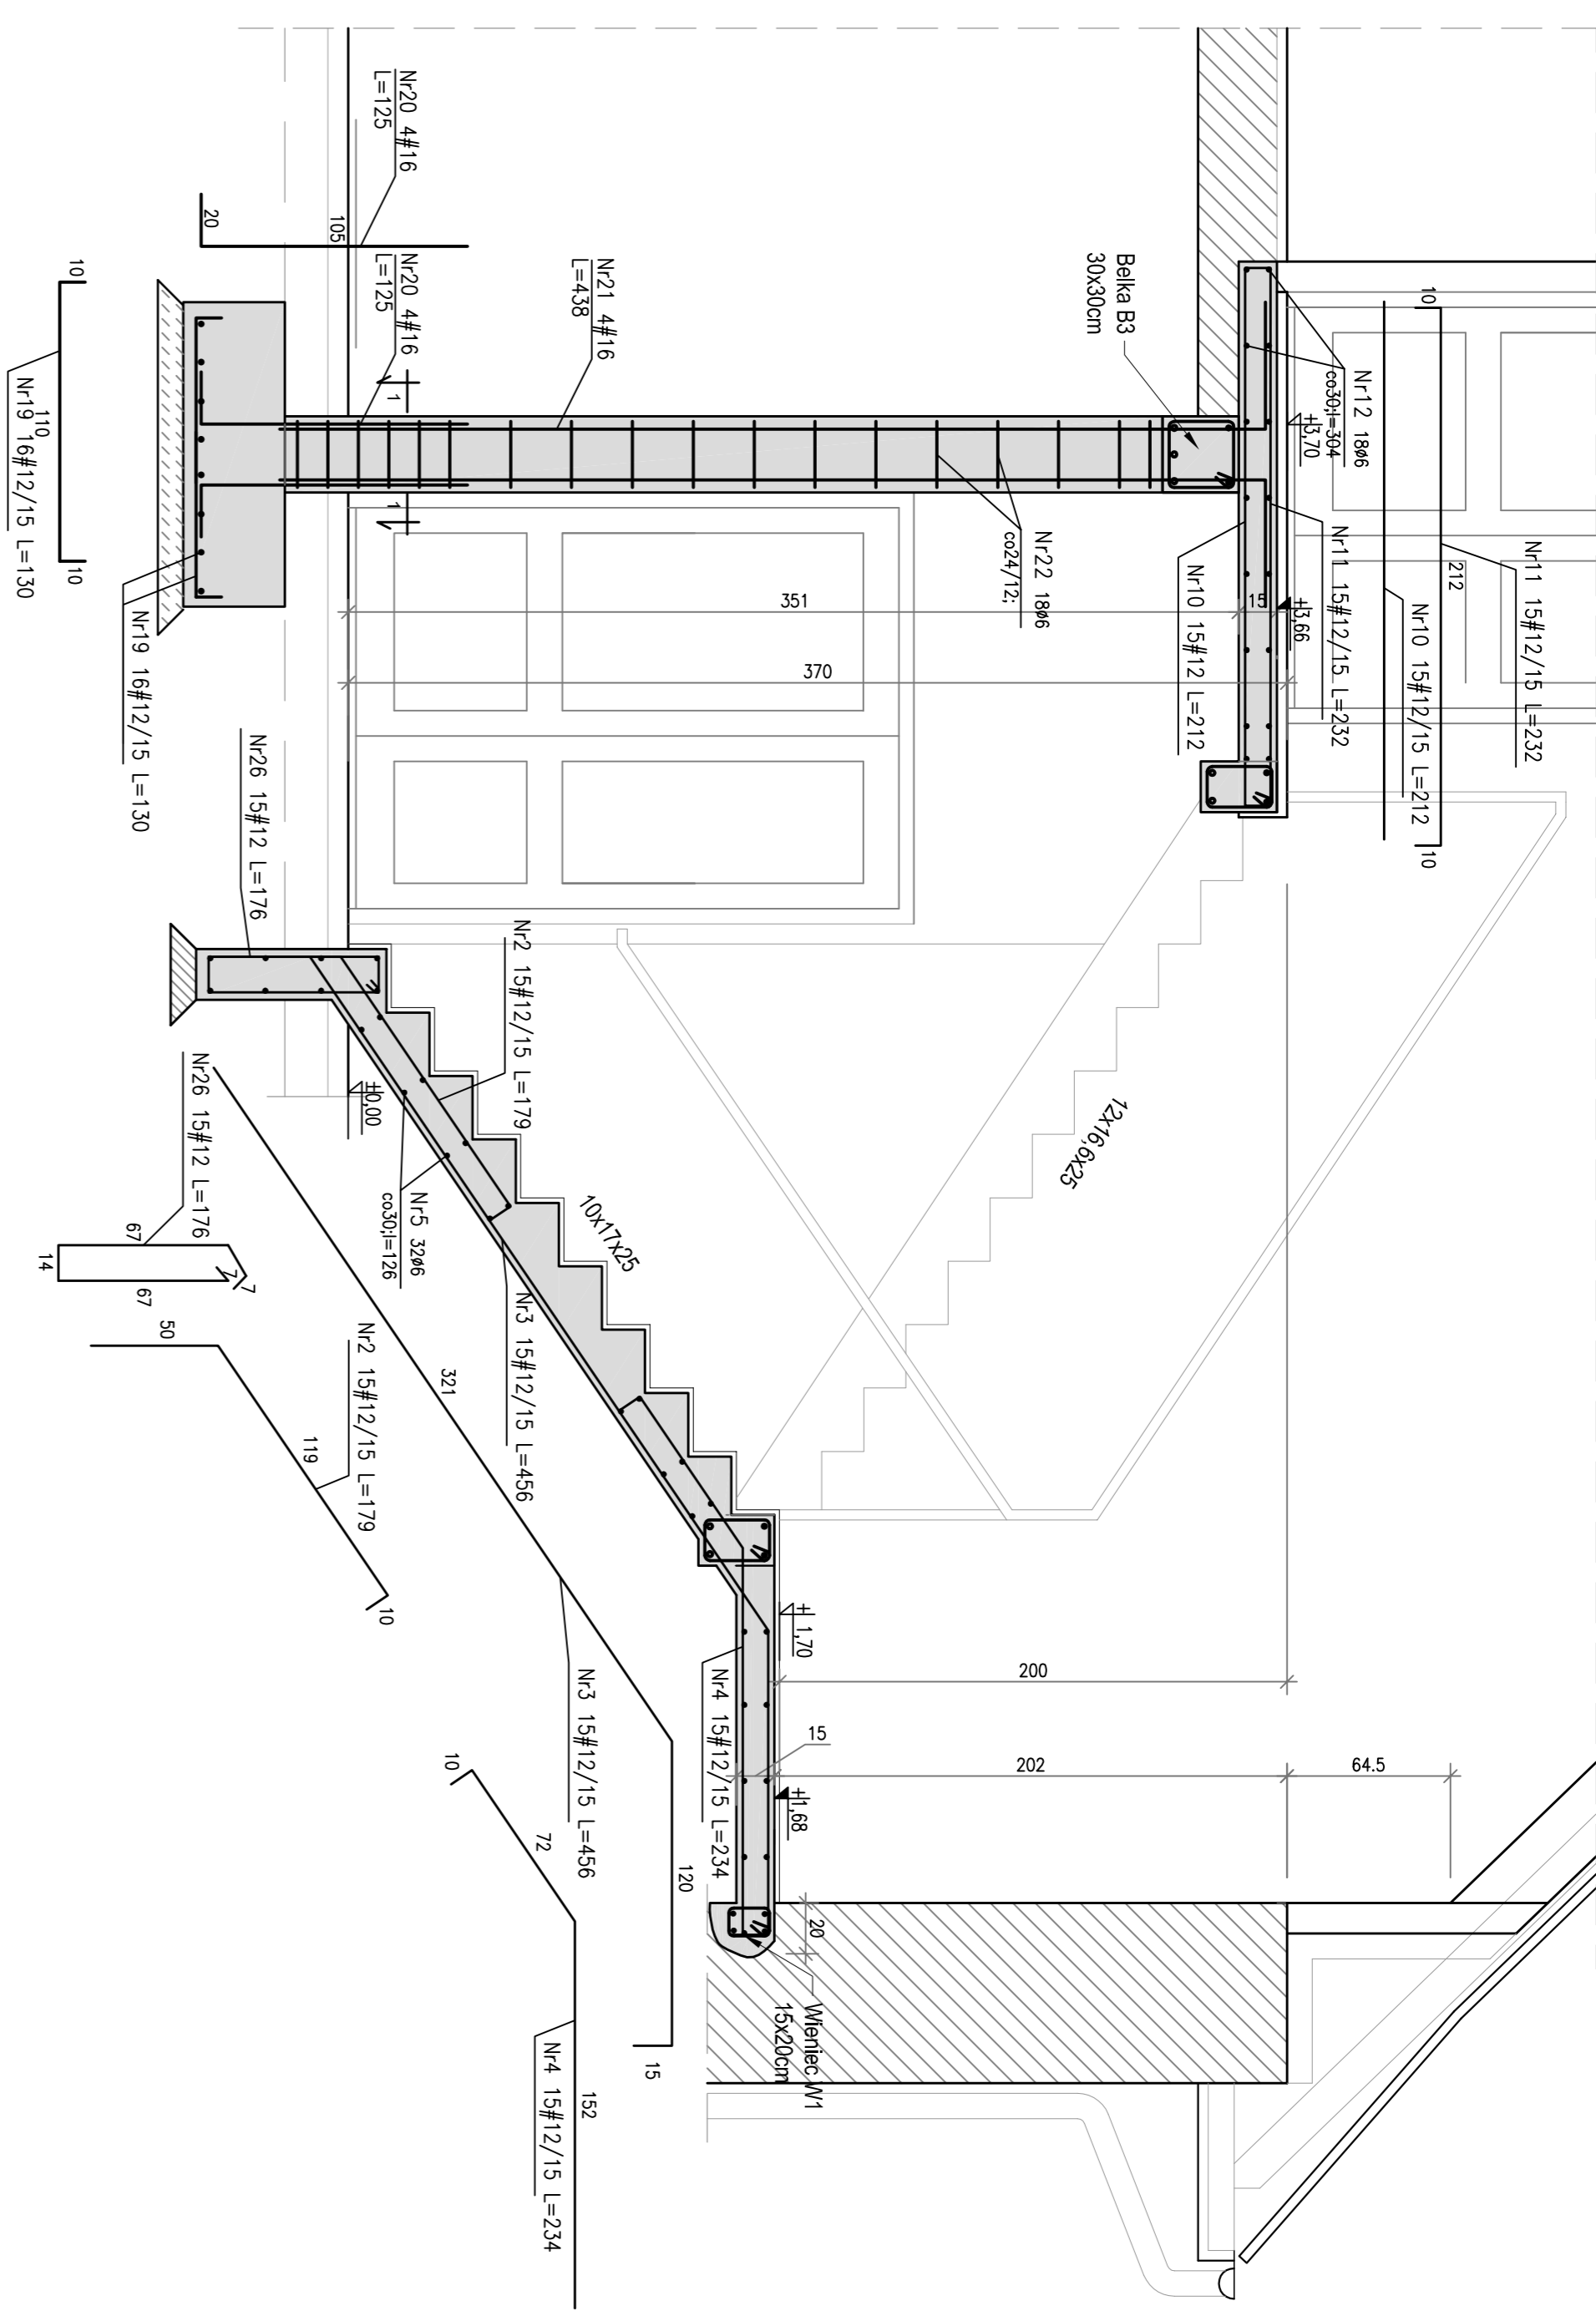 Nr11 15#12/15 L=232
10
212
10
Nr10 15#12/15 L=212
Nr12 18ø6
co30;l=304
+3,70
+3,66
15
Nr11 15#12/15 L=232
Nr10 15#12 L=212
Belka B3
30x30cm
Nr22 18ø6
co24/12;
Nr21 4#16
L=438
351
370
1
1
Nr20 4#16
L=125
Nr20 4#16
L=125
105
20
10
110
10
Nr19 16#12/15 L=130
Nr19 16#12/15 L=130
12x16,6x25
10x17x25
Nr26 15#12 L=176
Nr2 15#12/15 L=179
±0,00
Nr5 32ø6
co30;l=126
Nr3 15#12/15 L=456
Nr26 15#12 L=176
67
14
67
7
7
50
119
10
Nr2 15#12/15 L=179
321
120
15
Nr3 15#12/15 L=456
+1,70
+1,68
200
202
64.5
15
20
Nr4 15#12/15 L=234
Wieniec W1
15x20cm
10
72
152
Nr4 15#12/15 L=234